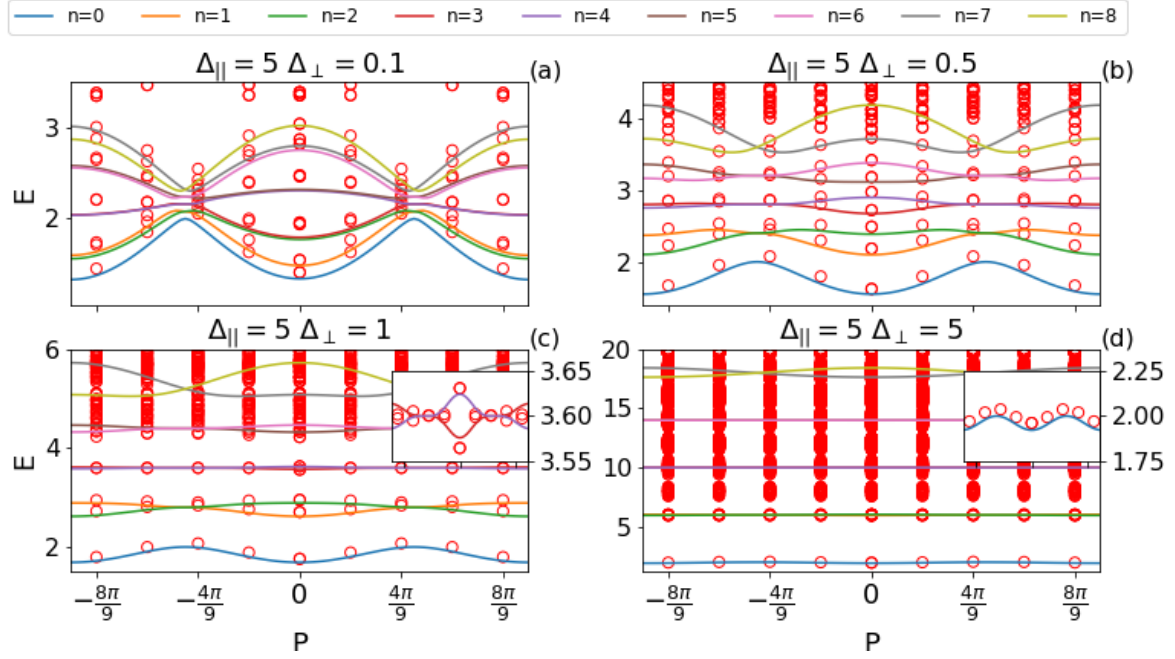 n=0 n=1 n=2 n=3 n=4 n=5 n=6 n=7 n=8
Δ|| = 5 Δ⊥ = 0.1 (a)
Δ|| = 5 Δ⊥ = 0.5 (b)
3
2
E
4
3
2
Δ|| = 5 Δ⊥ = 1 (c)
Δ|| = 5 Δ⊥ = 5 (d)
6
4
2
E
3.65
3.60
3.55
20
15
10
5
2.25
2.00
1.75
−8π/9 −4π/9 0 4π/9 8π/9
−8π/9 −4π/9 0 4π/9 8π/9
P
P